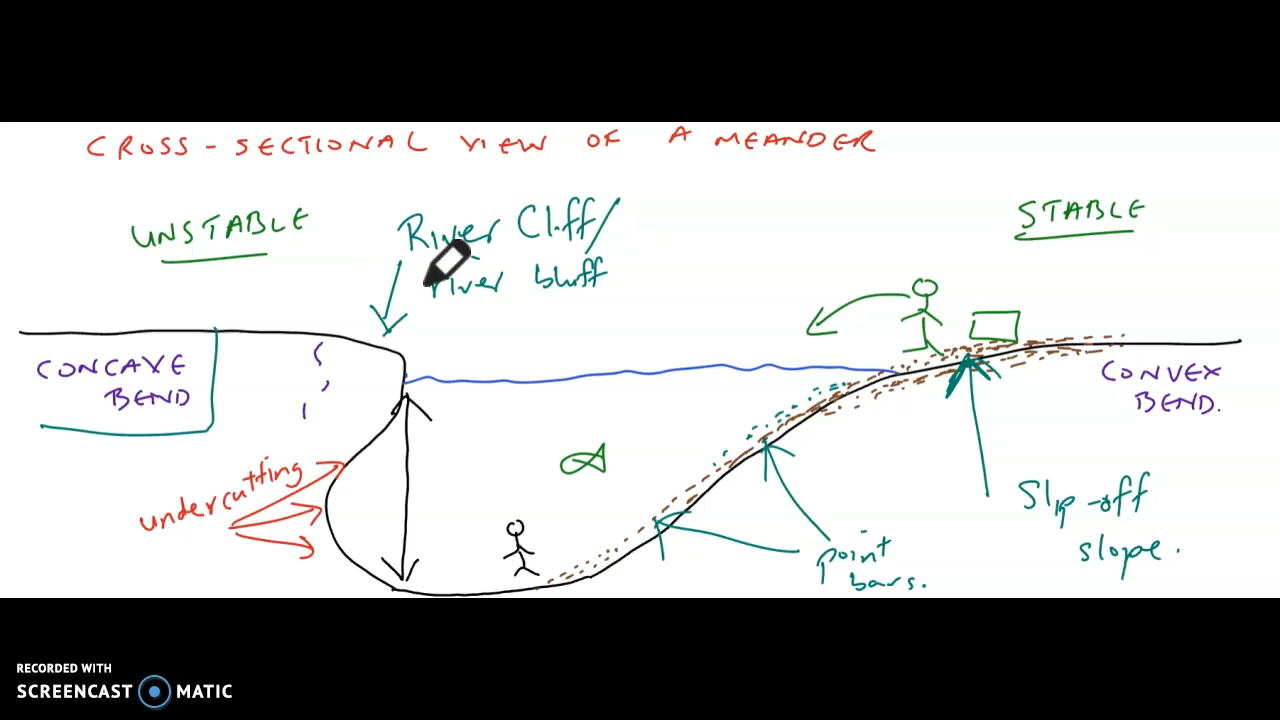 CROSS-SECTIONAL VIEW OF A MEANDER
UNSTABLE
River Cliff/
river bluff
STABLE
CONCAVE
BEND
CONVEX
BEND.
undercutting
Slip-off
slope.
point
bars.
RECORDED WITH
SCREENCAST MATIC